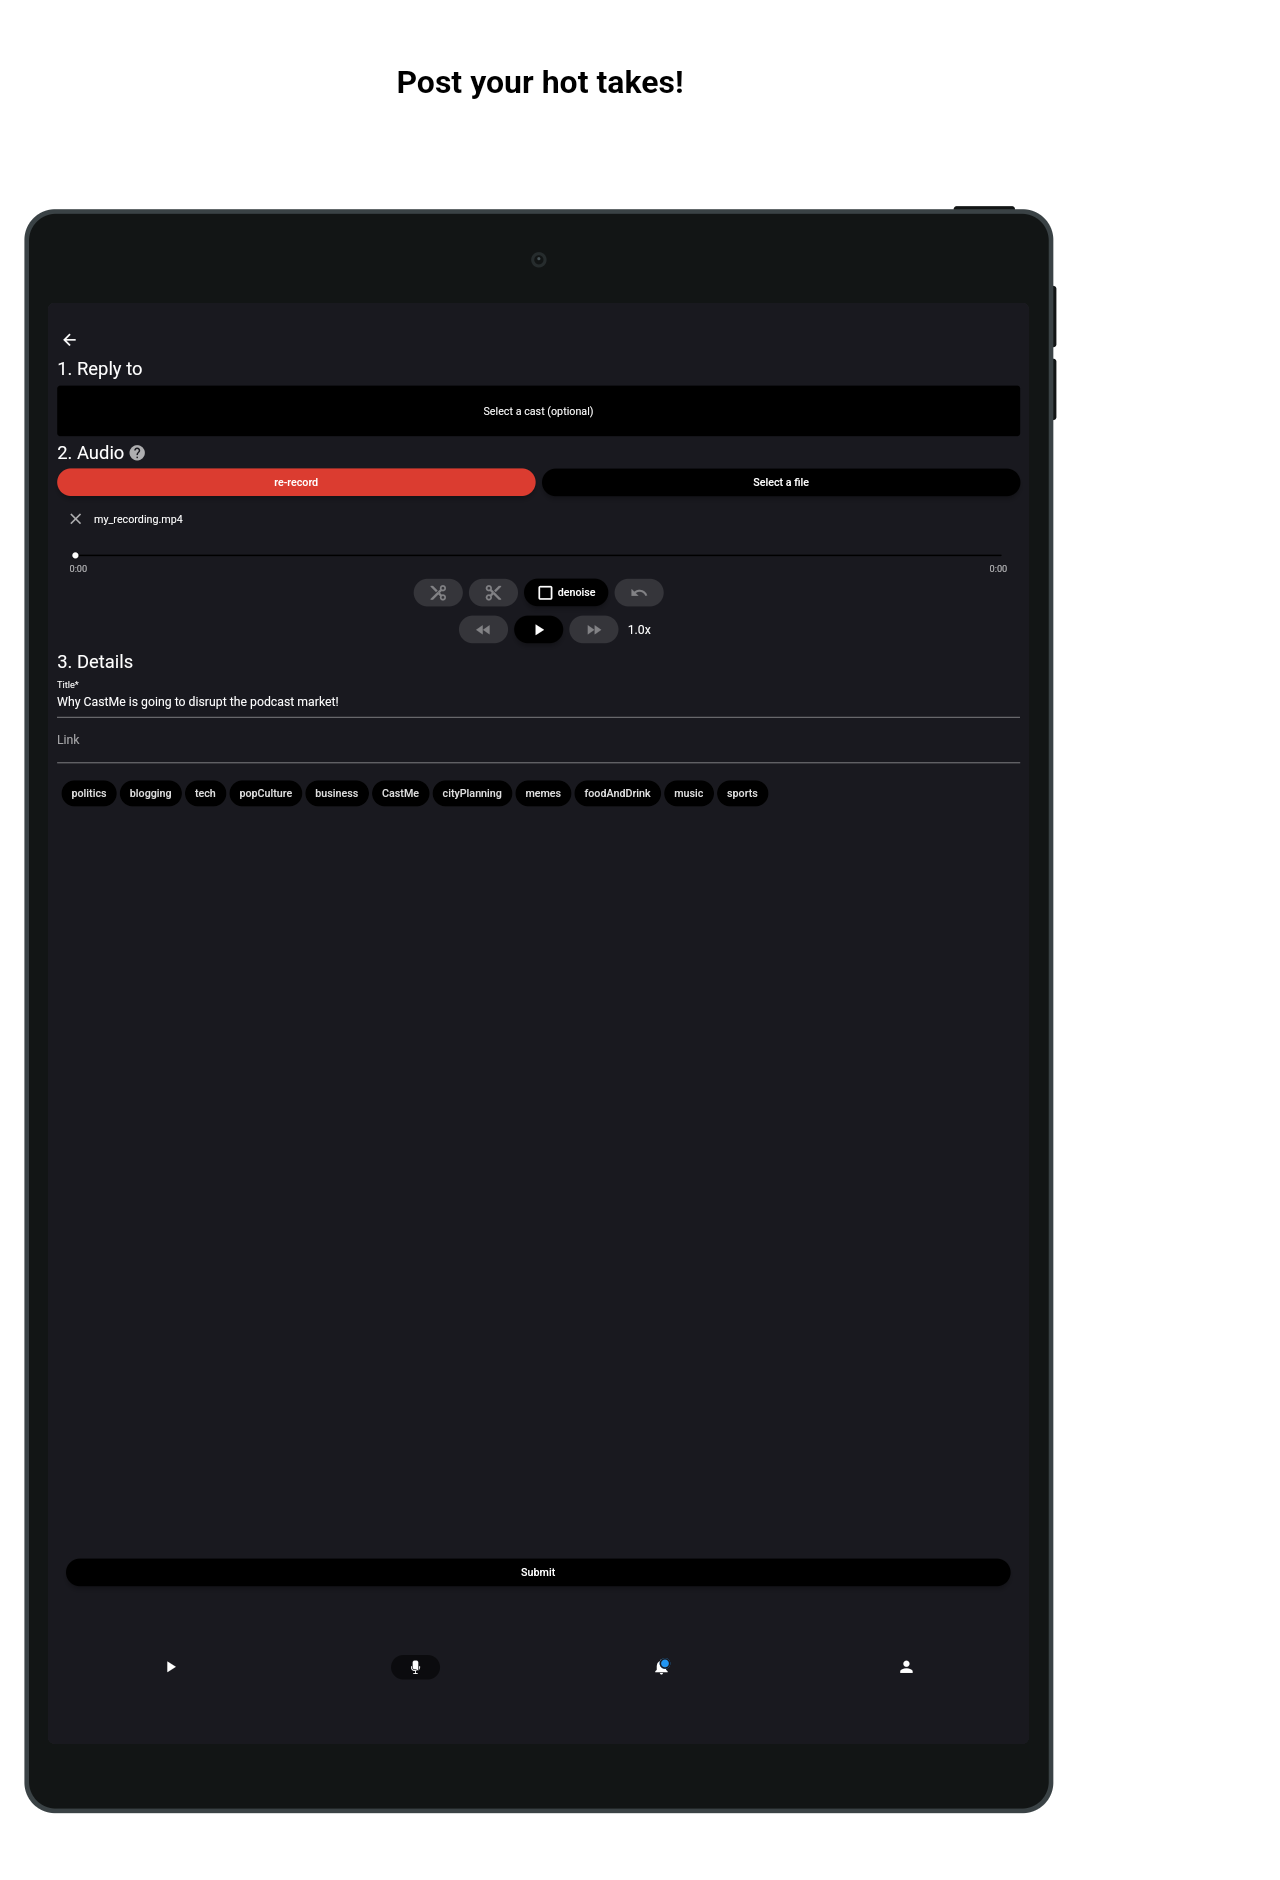 Post your hot takes!
1. Reply to
Select a cast (optional)
2. Audio
re-record
Select a file
my_recording.mp4
0:00
0:00
denoise
1.0x
3. Details
Title*
Why CastMe is going to disrupt the podcast market!
Link
politics blogging tech popCulture business CastMe cityPlanning memes foodAndDrink music sports
Submit